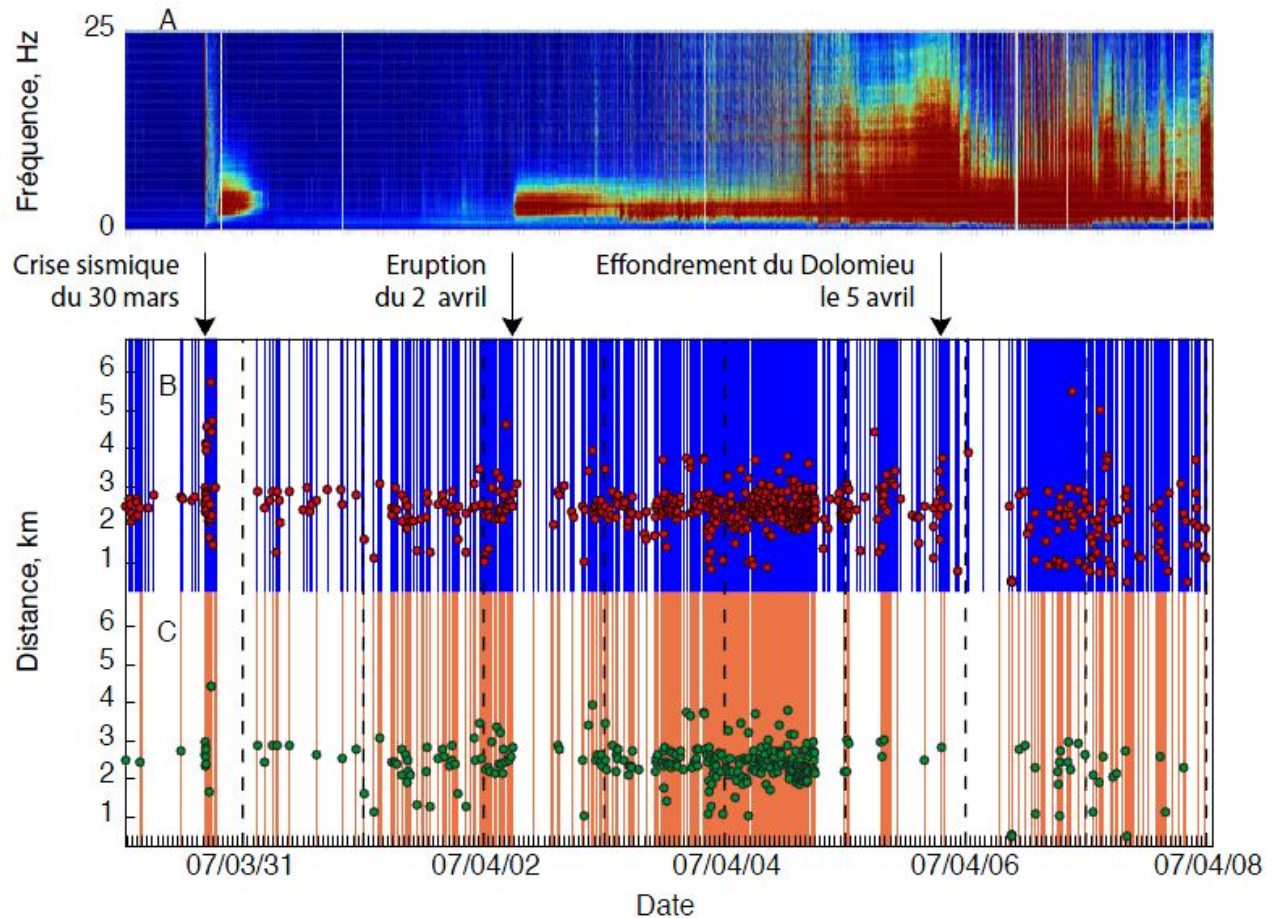 A
25
Fréquence, Hz
0
Crise sismique
du 30 mars
Eruption
du 2 avril
Effondrement du Dolomieu
le 5 avril
B
6
5
4
3
2
1
Distance, km
C
6
5
4
3
2
1
07/03/31
07/04/02
07/04/04
07/04/06
07/04/08
Date